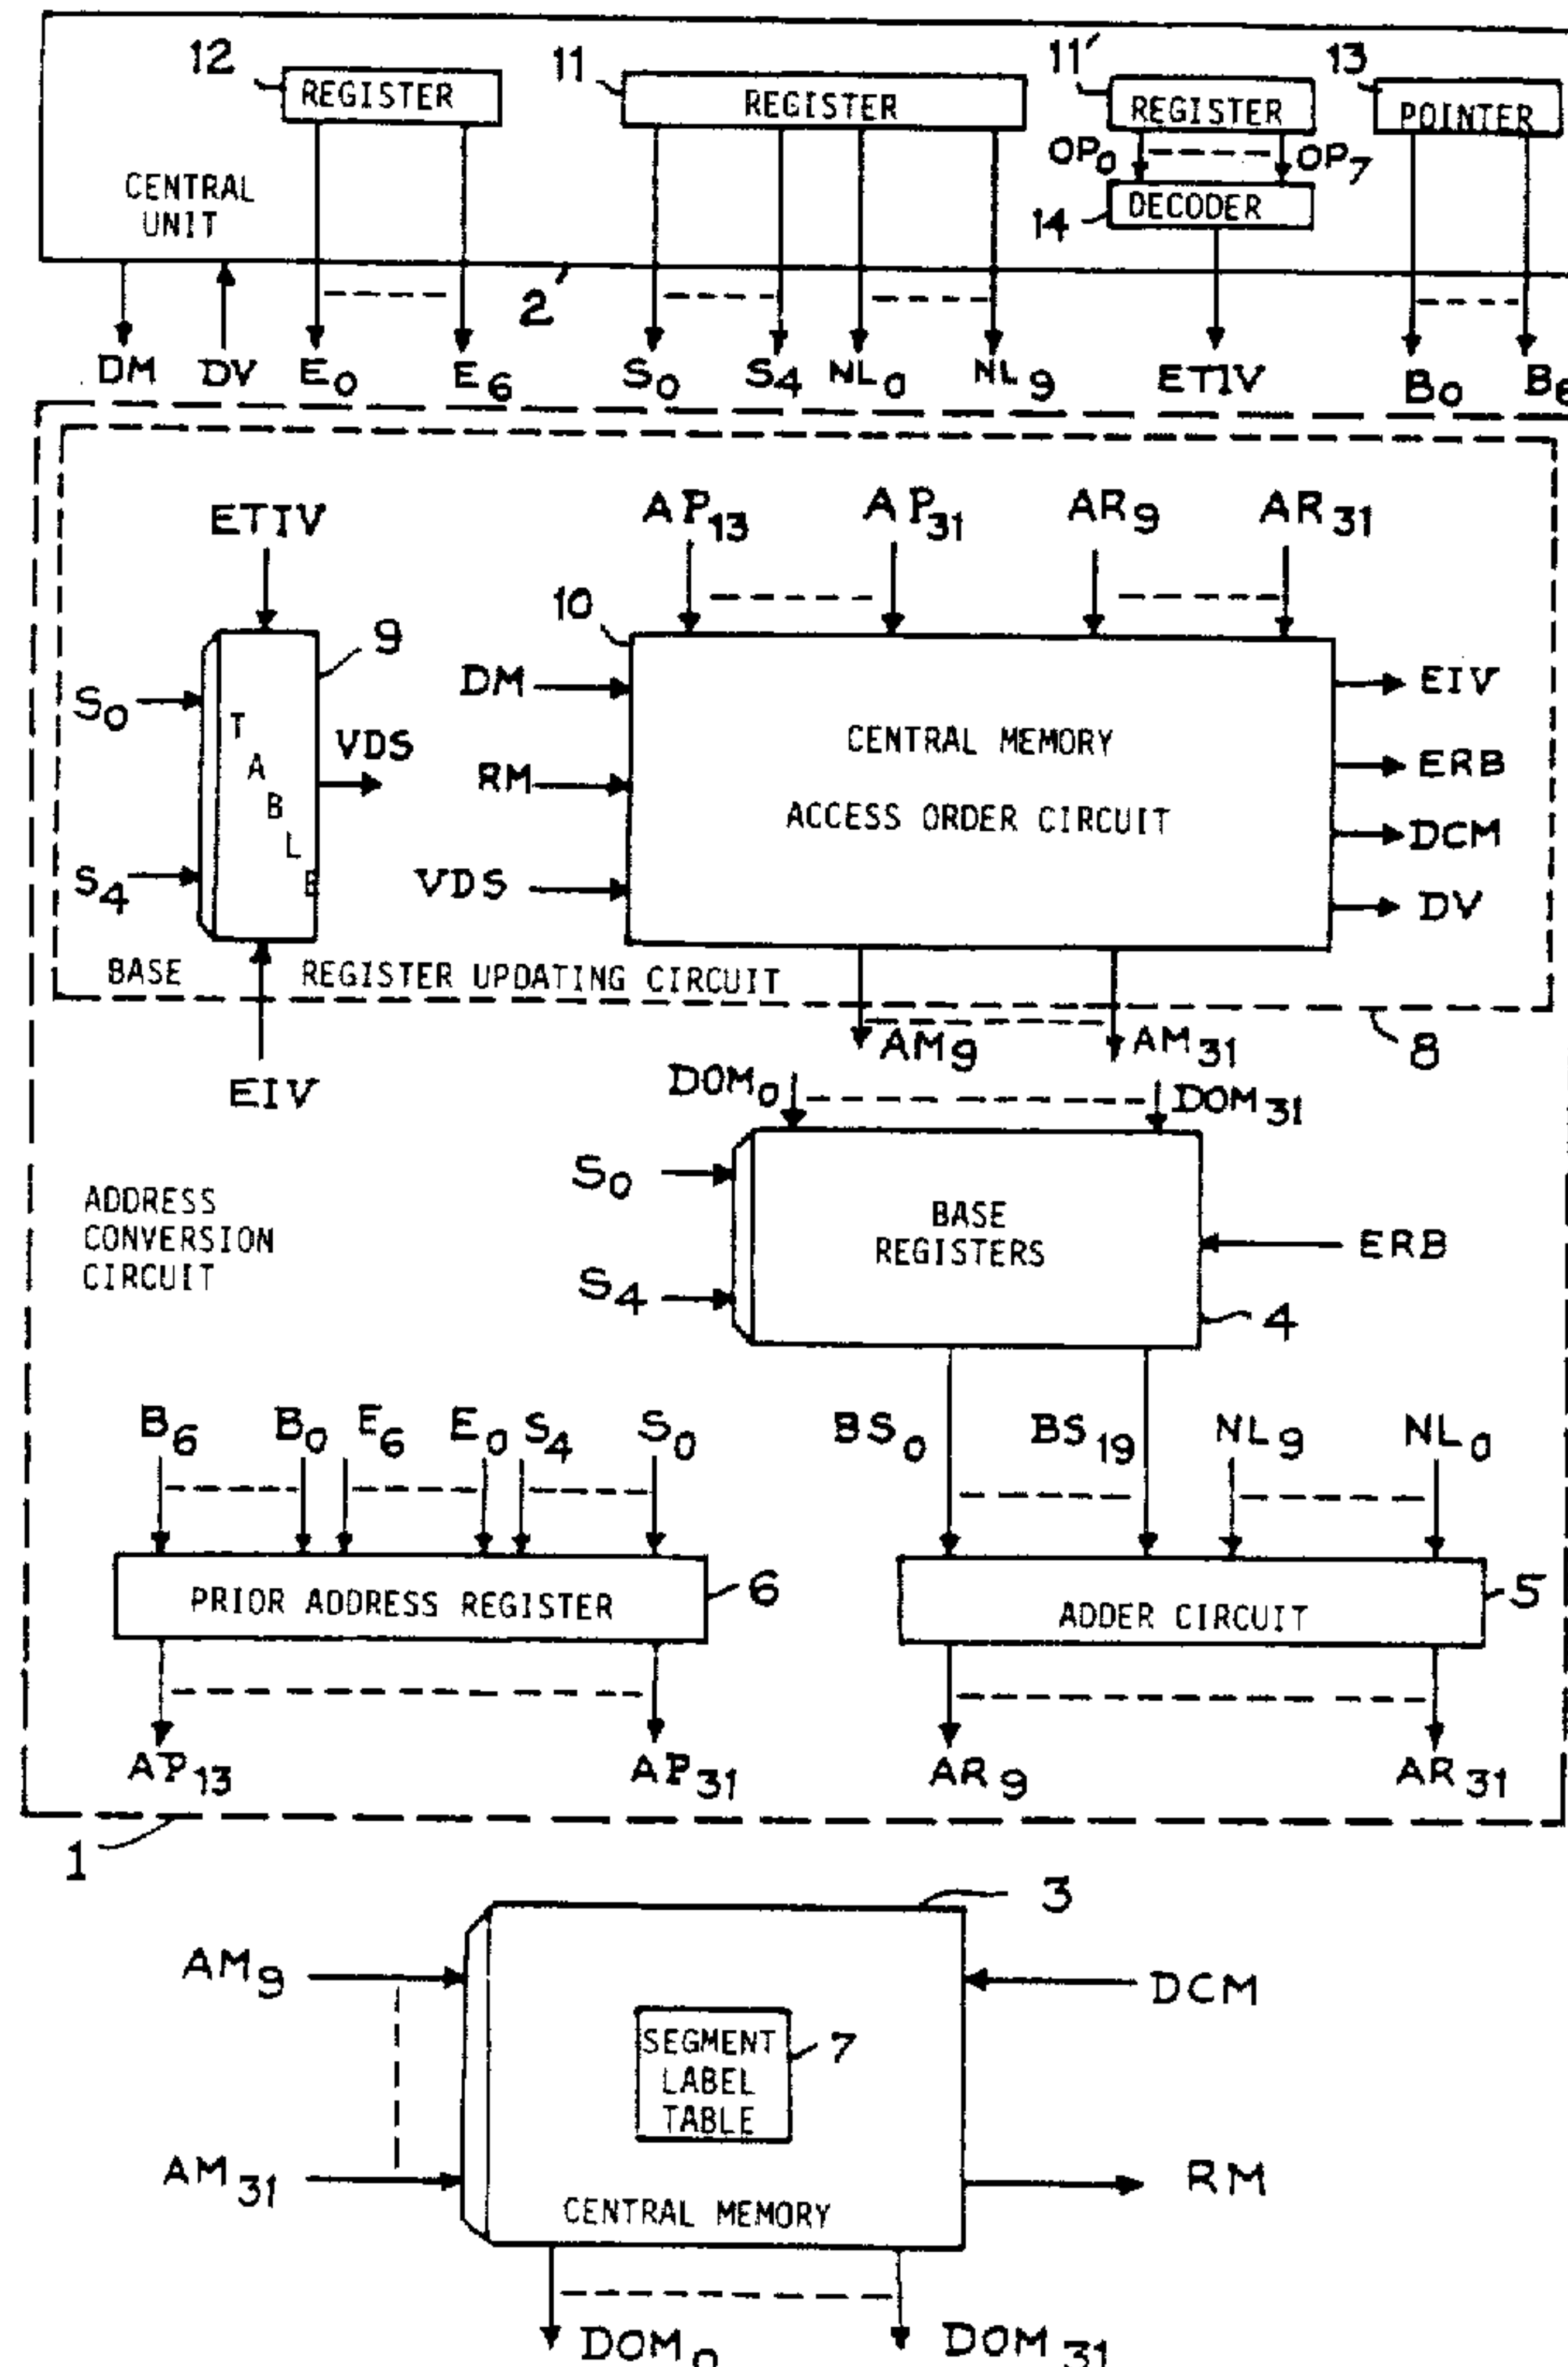 12 11 11′ 13
REGISTER REGISTER REGISTER POINTER
OP0 OP7
CENTRAL UNIT
14 DECODER
2
DM DV E0 E6 S0 S4 NL0 NL9 ETIV B0 B6
ETIV AP13 AP31 AR9 AR31
10
9
S0 DM EIV
TABLE VDS CENTRAL MEMORY
RM ERB
ACCESS ORDER CIRCUIT
DCM
S4 VDS DV
BASE REGISTER UPDATING CIRCUIT
AM9 AM31 8
EIV DOM0 DOM31
S0
ADDRESS
CONVERSION
CIRCUIT
BASE
REGISTERS
ERB
S4
4
B6 B0 E6 E0 S4 S0 BS0 BS19 NL9 NL0
PRIOR ADDRESS REGISTER 6 ADDER CIRCUIT 5
AP13 AP31 AR9 AR31
1
3
AM9 DCM
SEGMENT
LABEL
TABLE
7
AM31 RM
CENTRAL MEMORY
DOM0 DOM31